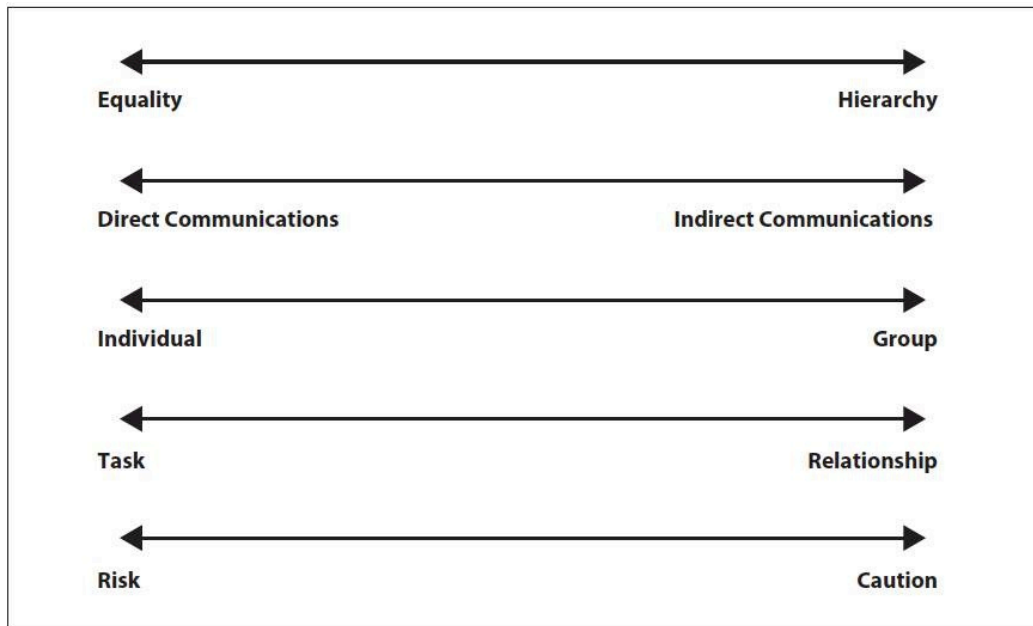 Equality Hierarchy
Direct Communications Indirect Communications
Individual Group
Task Relationship
Risk Caution